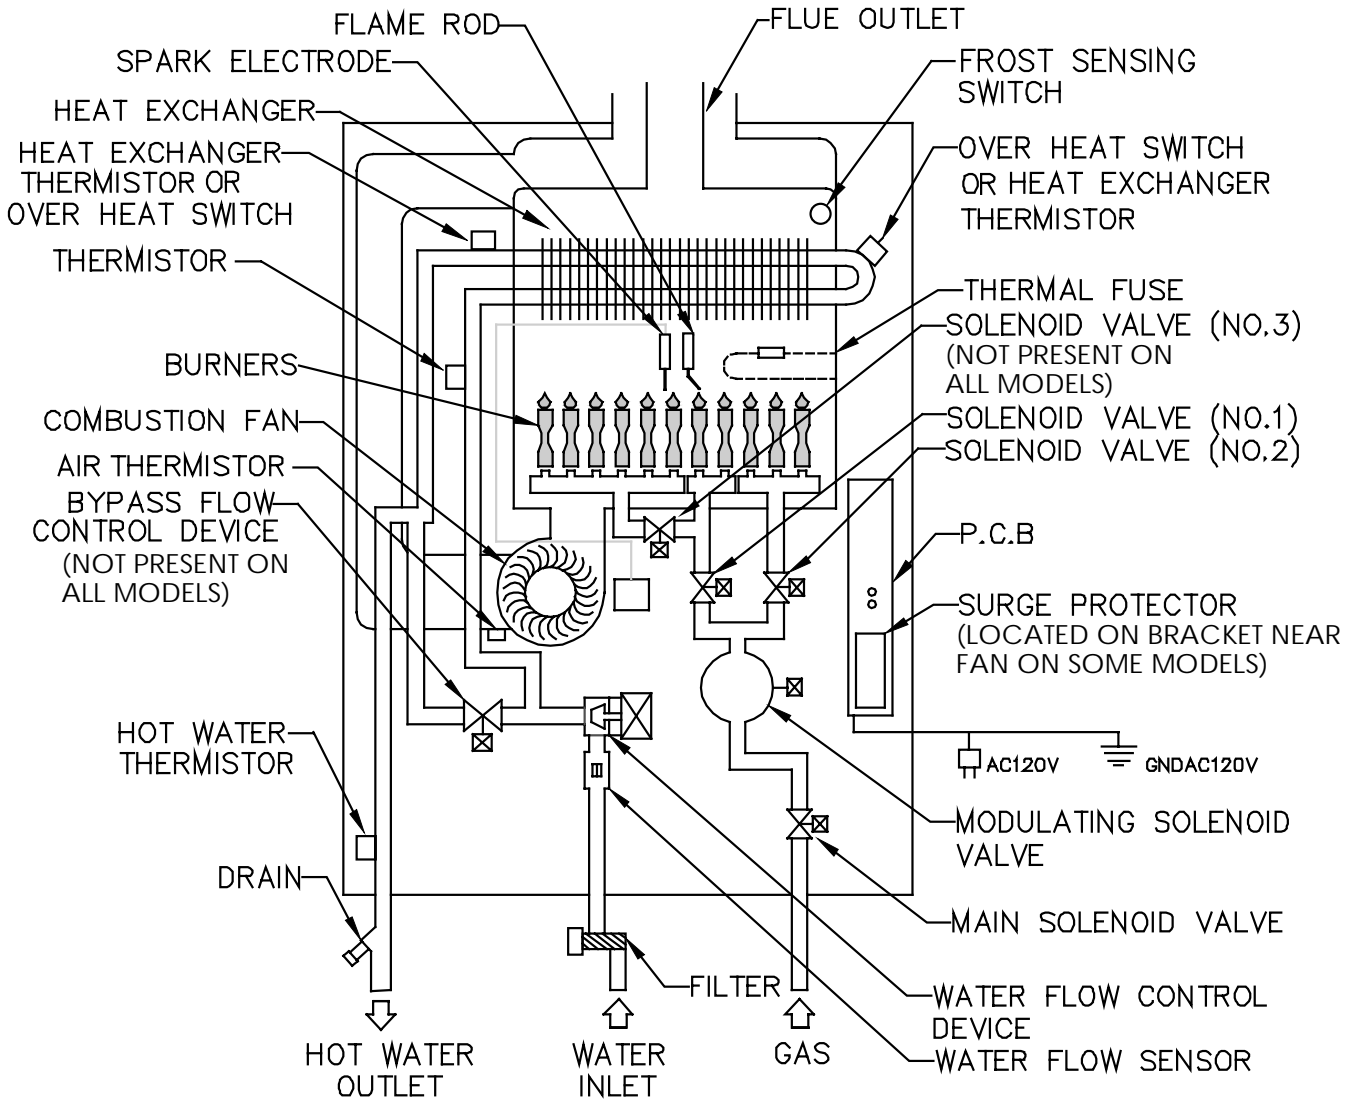 FLAME ROD
SPARK ELECTRODE
HEAT EXCHANGER
HEAT EXCHANGER
THERMISTOR OR
OVER HEAT SWITCH
THERMISTOR
BURNERS
COMBUSTION FAN
AIR THERMISTOR
BYPASS FLOW
CONTROL DEVICE
(NOT PRESENT ON
ALL MODELS)
HOT WATER
THERMISTOR
DRAIN
HOT WATER
OUTLET
WATER
INLET
FILTER
GAS
FLUE OUTLET
FROST SENSING
SWITCH
OVER HEAT SWITCH
OR HEAT EXCHANGER
THERMISTOR
THERMAL FUSE
SOLENOID VALVE (NO.3)
(NOT PRESENT ON
ALL MODELS)
SOLENOID VALVE (NO.1)
SOLENOID VALVE (NO.2)
P.C.B
SURGE PROTECTOR
(LOCATED ON BRACKET NEAR
FAN ON SOME MODELS)
AC120V
GNDAC120V
MODULATING SOLENOID
VALVE
MAIN SOLENOID VALVE
WATER FLOW CONTROL
DEVICE
WATER FLOW SENSOR